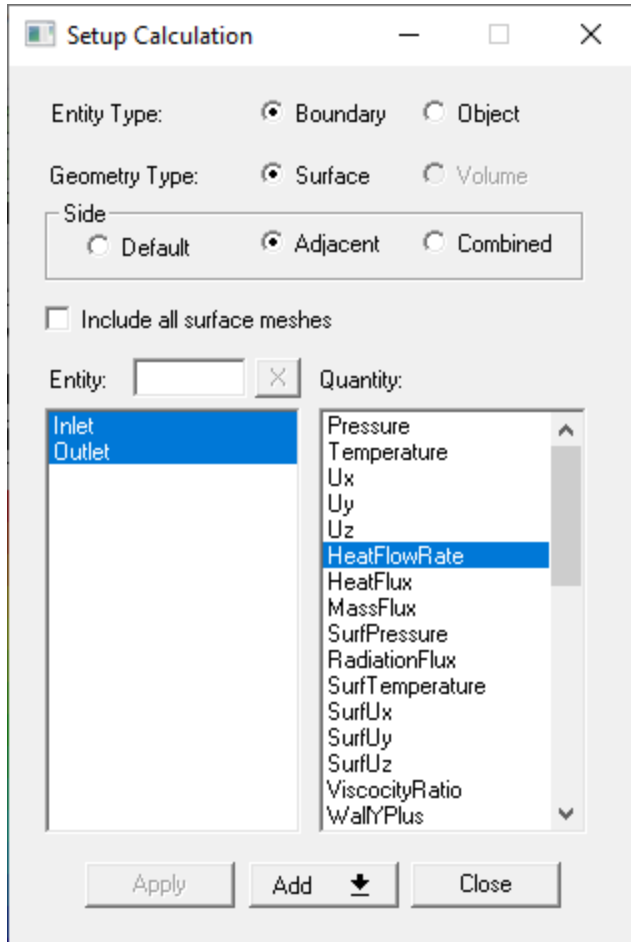 Setup Calculation
Entity Type: Boundary Object
Geometry Type: Surface Volume
Side
Default Adjacent Combined
Include all surface meshes
Entity: X Quantity:
Inlet
Outlet
Pressure
Temperature
Ux
Uy
Uz
HeatFlowRate
HeatFlux
MassFlux
SurfPressure
RadiationFlux
SurfTemperature
SurfUx
SurfUy
SurfUz
ViscocityRatio
WallYPlus
Apply Add Close